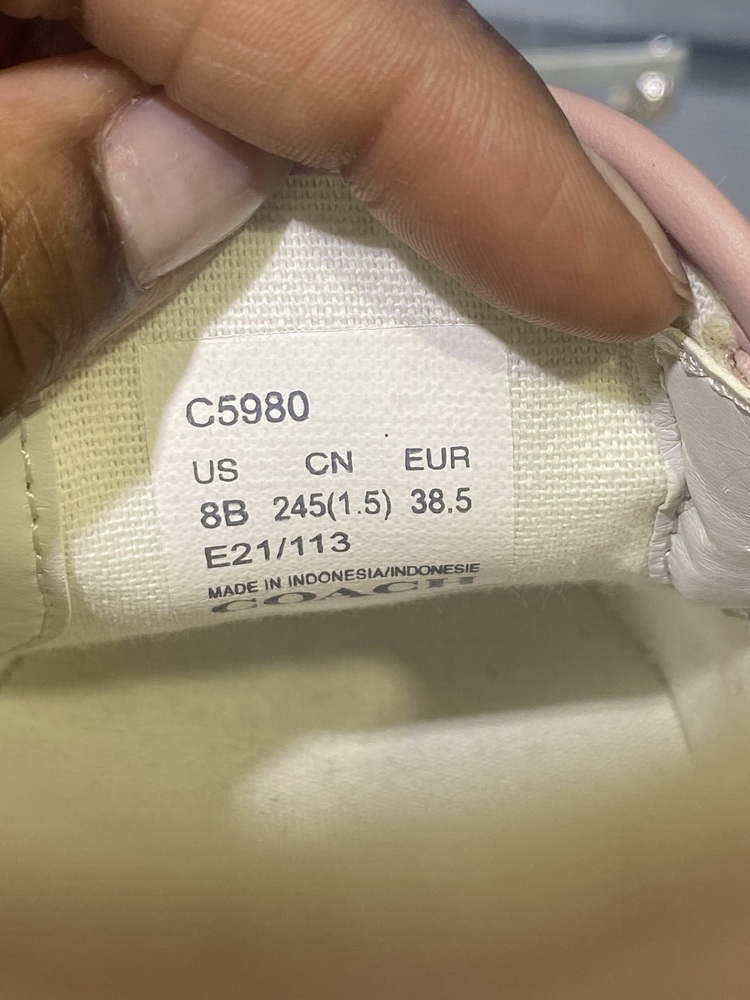 C5980
US CN EUR
8B 245(1.5) 38.5
E21/113
MADE IN INDONESIA/INDONESIE
COACH